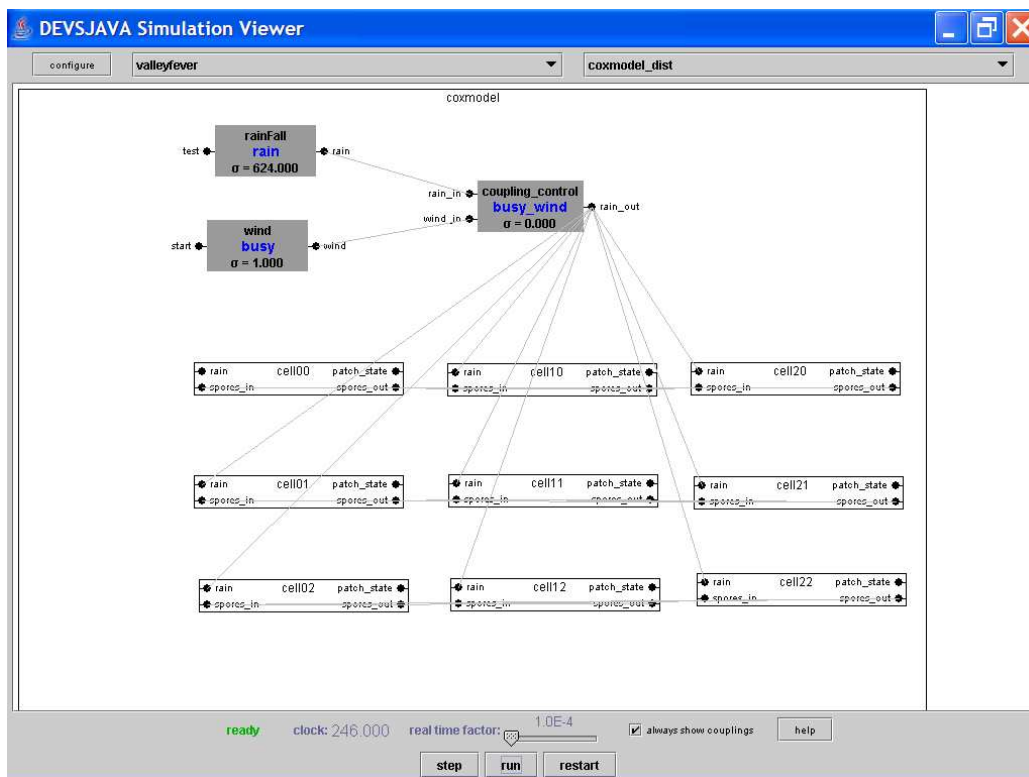 DEVSJAVA Simulation Viewer
configure valleyfever coxmodel_dist
coxmodel
rainFall
test rain rain
σ = 624.000
rain_in coupling_control
busy_wind rain_out
wind_in σ = 0.000
wind
start busy wind
σ = 1.000
rain cell00 patch_state rain cell10 patch_state rain cell20 patch_state
spores_in spores_out spores_in spores_out spores_in spores_out
rain cell01 patch_state rain cell11 patch_state rain cell21 patch_state
spores_in spores_out spores_in spores_out spores_in spores_out
rain cell02 patch_state rain cell12 patch_state rain cell22 patch_state
spores_in spores_out spores_in spores_out spores_in spores_out
ready clock: 246.000 real time factor: 1.0E-4 always show couplings help
step run restart